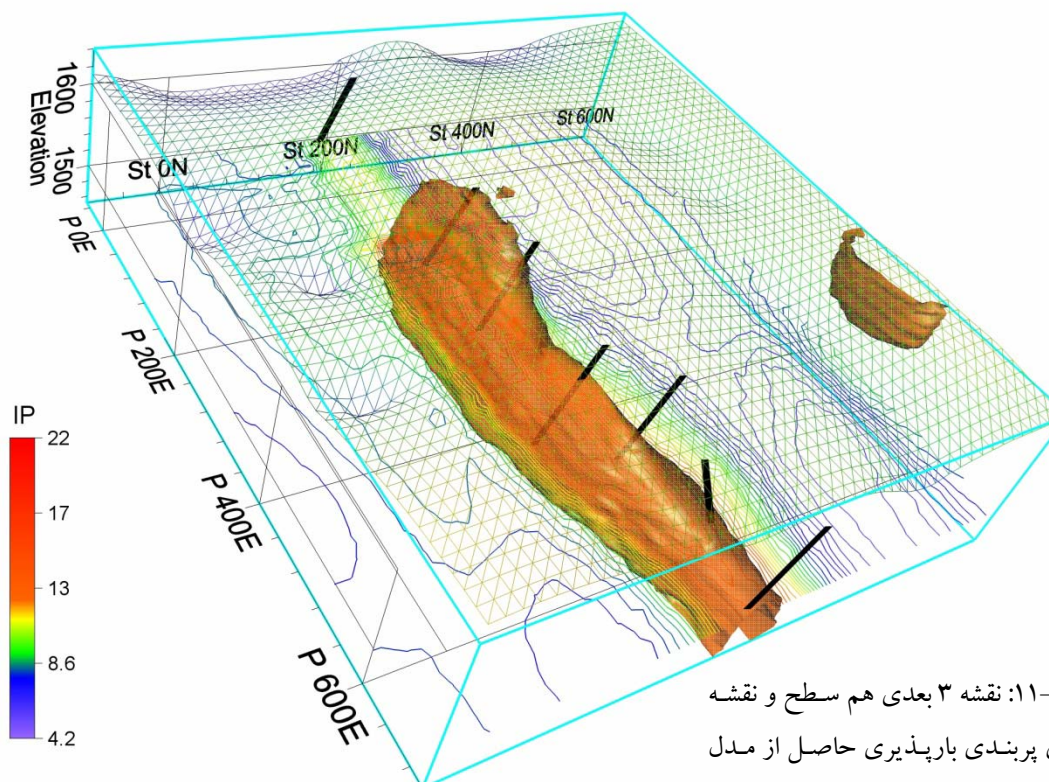 1600
1500
Elevation
St 0N
St 200N
St 400N
St 600N
P 0E
P 200E
P 400E
P 600E
IP
22
17
13
8.6
4.2
-۱۱: نقشه ۳ بعدی هم سطح و نقشه
پربندی بارپذیری حاصل از مدل